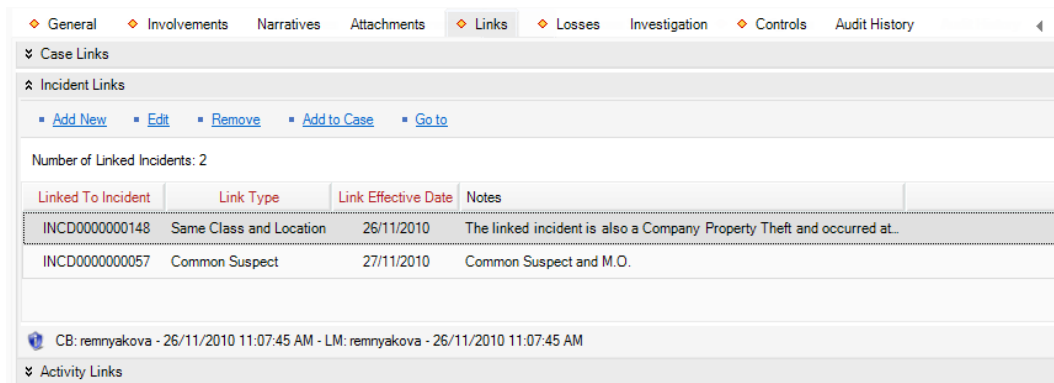 General Involvements Narratives Attachments Links Losses Investigation Controls Audit History
Case Links
Incident Links
Add New Edit Remove Add to Case Go to
Number of Linked Incidents: 2
Linked To Incident Link Type Link Effective Date Notes
INCD0000000148 Same Class and Location 26/11/2010 The linked incident is also a Company Property Theft and occurred at...
INCD0000000057 Common Suspect 27/11/2010 Common Suspect and M.O.
CB: remnyakova - 26/11/2010 11:07:45 AM - LM: remnyakova - 26/11/2010 11:07:45 AM
Activity Links